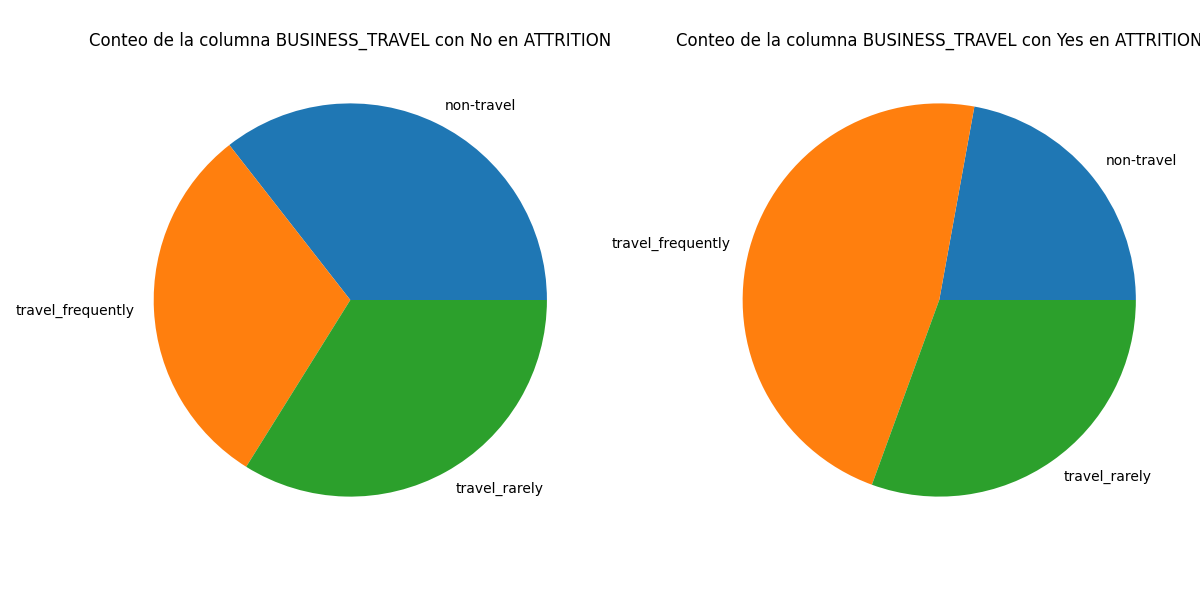 Conteo de la columna BUSINESS_TRAVEL con No en ATTRITION
non-travel
travel_frequently
travel_rarely
Conteo de la columna BUSINESS_TRAVEL con Yes en ATTRITION
non-travel
travel_frequently
travel_rarely